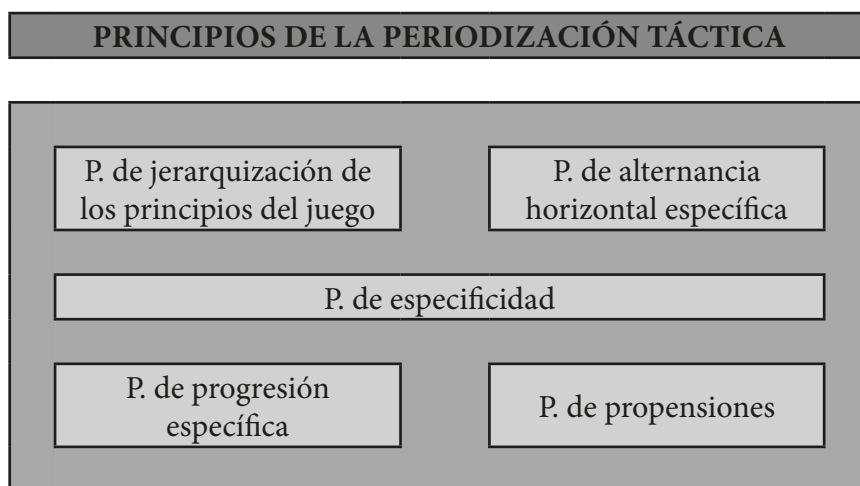 PRINCIPIOS DE LA PERIODIZACIÓN TÁCTICA
P. de jerarquización de
los principios del juego
P. de alternancia
horizontal específica
P. de especificidad
P. de progresión
específica
P. de propensiones